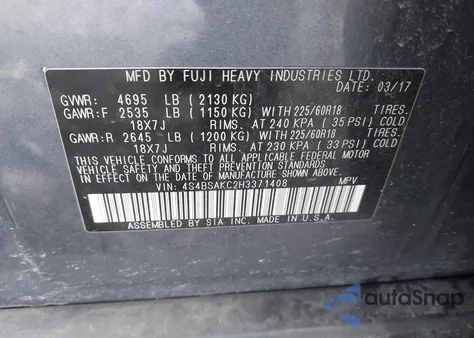 MFD BY FUJI HEAVY INDUSTRIES LTD.
DATE: 03/17
GVWR: 4695 LB (2130 KG)
GAWR:F 2535 LB (1150 KG) WITH 225/60R18
18X7J RIMS. AT 240 KPA (35 PSI) COLD
GAWR:R 2645 LB (1200 KG) WITH 225/60R18
18X7J RIMS. AT 230 KPA (33 PSI) COLD
THIS VEHICLE CONFORMS TO ALL APPLICABLE FEDERAL MOTOR
VEHICLE SAFETY, BUMPER, AND THEFT PREVENTION STANDARDS
IN EFFECT ON THE DATE OF MANUFACTURE SHOWN ABOVE.
VIN: 4S4BSAKC2H3371408 MPV
ASSEMBLED BY SIA INC. MADE IN U.S.A.
autoSnap